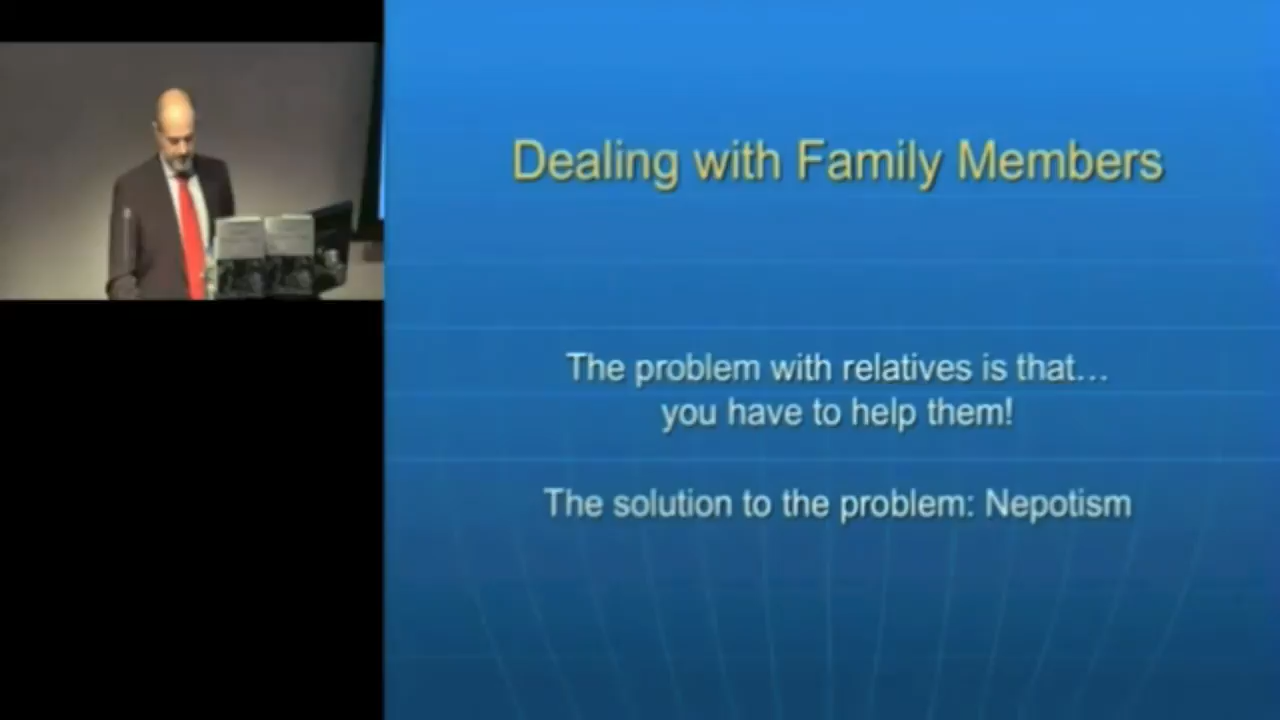 Dealing with Family Members
The problem with relatives is that...
you have to help them!
The solution to the problem: Nepotism